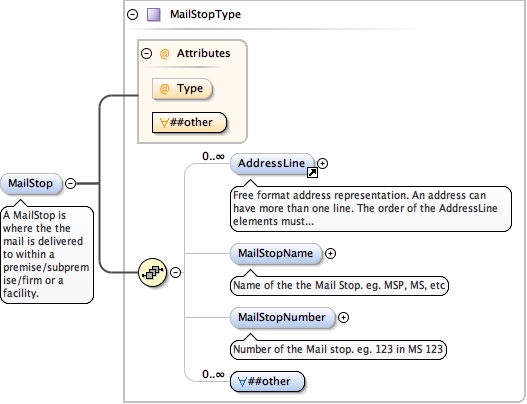 MailStopType
@ Attributes
@ Type
∀##other
0..∞
AddressLine
MailStop
Free format address representation. An address can
have more than one line. The order of the AddressLine
elements must...
A MailStop is
where the the
mail is delivered
to within a
premise/subprem
ise/firm or a
facility.
MailStopName
Name of the the Mail Stop. eg. MSP, MS, etc
MailStopNumber
Number of the Mail stop. eg. 123 in MS 123
0..∞
∀##other